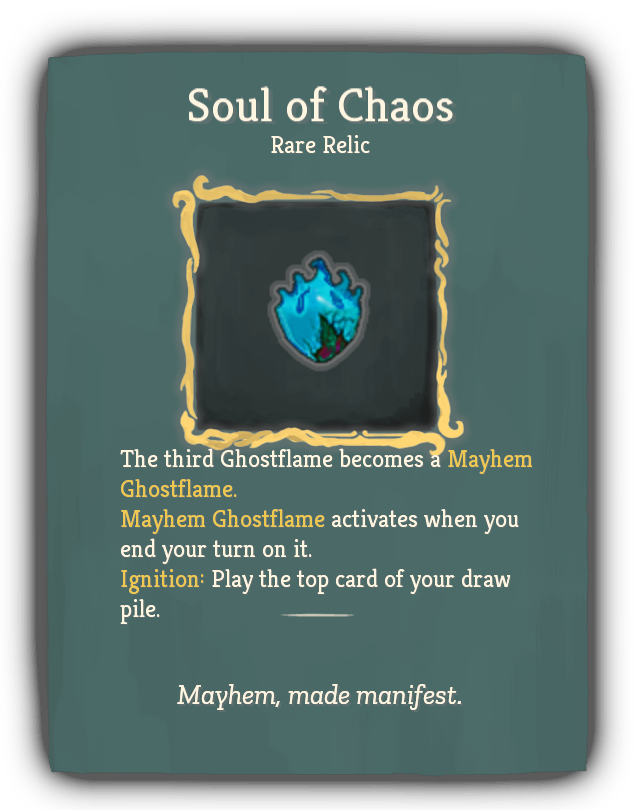 Soul of Chaos
Rare Relic
The third Ghostflame becomes a Mayhem
Ghostflame.
Mayhem Ghostflame activates when you
end your turn on it.
Ignition: Play the top card of your draw
pile.
Mayhem, made manifest.